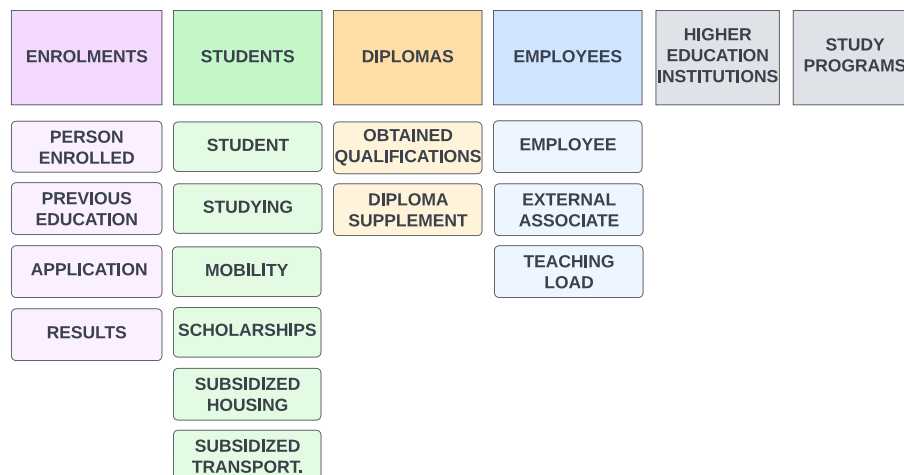 ENROLMENTS
STUDENTS
DIPLOMAS
EMPLOYEES
HIGHER
EDUCATION
INSTITUTIONS
STUDY
PROGRAMS
PERSON
ENROLLED
PREVIOUS
EDUCATION
APPLICATION
RESULTS
STUDENT
STUDYING
MOBILITY
SCHOLARSHIPS
SUBSIDIZED
HOUSING
SUBSIDIZED
TRANSPORT.
OBTAINED
QUALIFICATIONS
DIPLOMA
SUPPLEMENT
EMPLOYEE
EXTERNAL
ASSOCIATE
TEACHING
LOAD